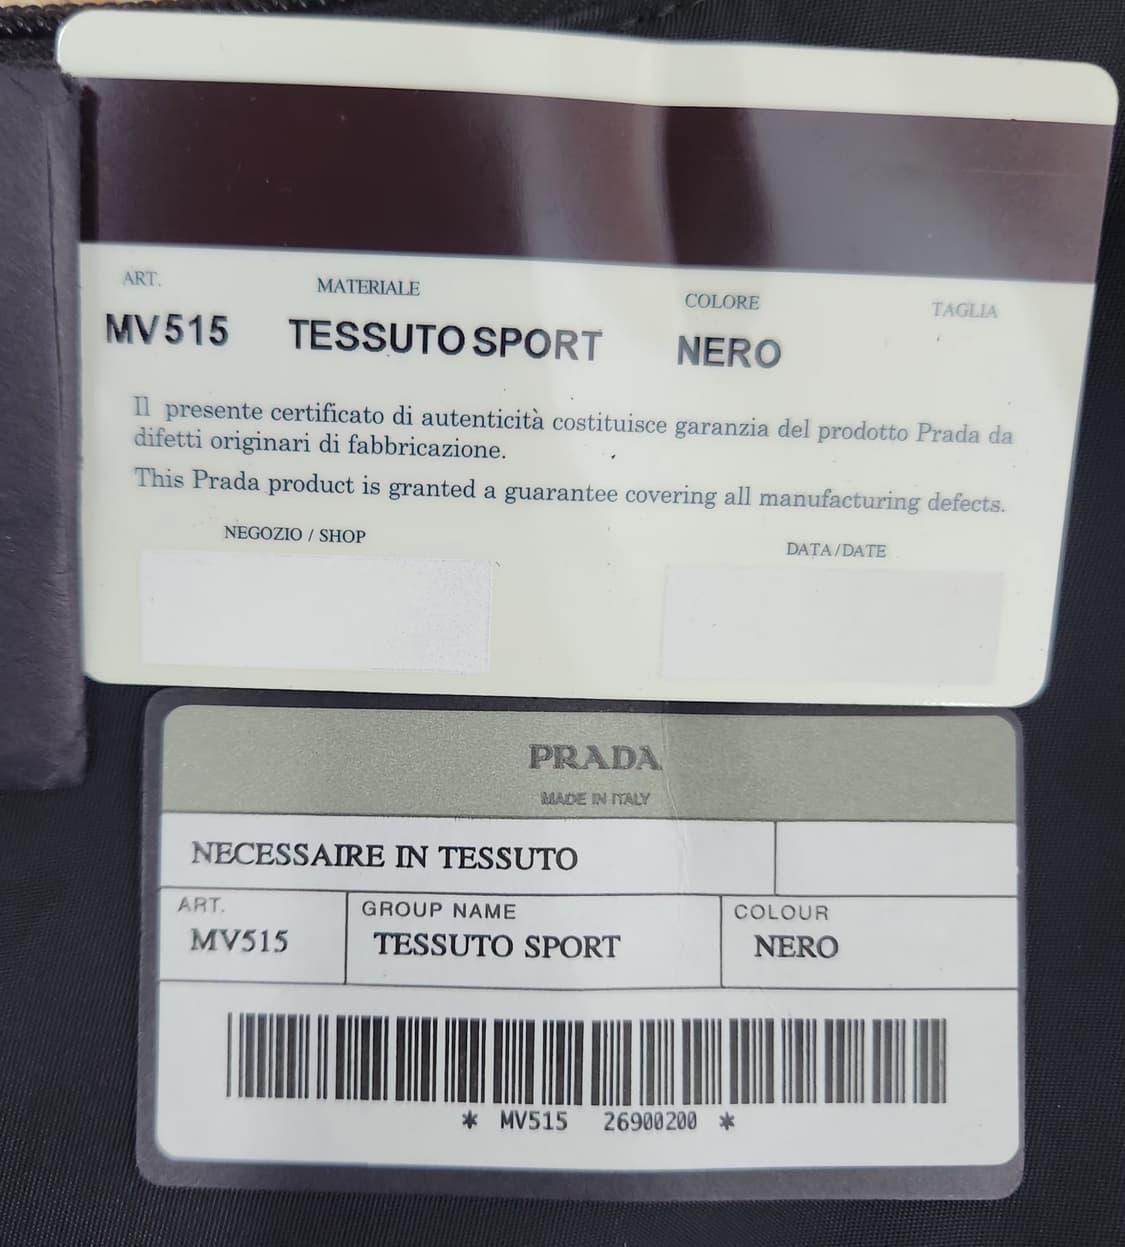 ART. MATERIALE COLORE TAGLIA
MV515 TESSUTO SPORT NERO
Il presente certificato di autenticità costituisce garanzia del prodotto Prada da
difetti originari di fabbricazione.
This Prada product is granted a guarantee covering all manufacturing defects.
NEGOZIO / SHOP DATA/DATE
PRADA
MADE IN ITALY
NECESSAIRE IN TESSUTO
ART. GROUP NAME COLOUR
MV515 TESSUTO SPORT NERO
* MV515 26900200 *